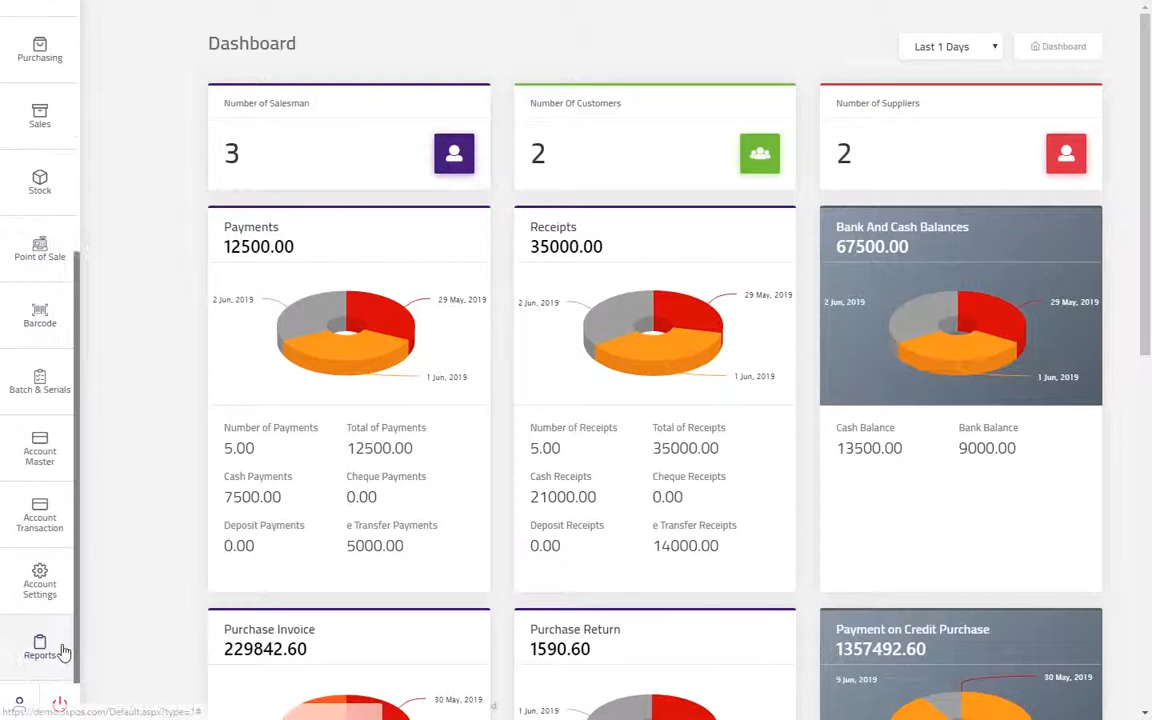 Purchasing
Sales
Stock
Point of Sale
Barcode
Batch & Serials
Account
Master
Account
Transaction
Account
Settings
Reports
Dashboard
Last 1 Days
Dashboard
Number of Salesman
3
Number Of Customers
2
Number of Suppliers
2
Payments
12500.00
2 Jun, 2019
29 May, 2019
1 Jun, 2019
Number of Payments
Total of Payments
5.00
12500.00
Cash Payments
Cheque Payments
7500.00
0.00
Deposit Payments
e Transfer Payments
0.00
5000.00
Receipts
35000.00
2 Jun, 2019
29 May, 2019
1 Jun, 2019
Number of Receipts
Total of Receipts
5.00
35000.00
Cash Receipts
Cheque Receipts
21000.00
0.00
Deposit Receipts
e Transfer Receipts
0.00
14000.00
Bank And Cash Balances
67500.00
2 Jun, 2019
29 May, 2019
1 Jun, 2019
Cash Balance
Bank Balance
13500.00
9000.00
Purchase Invoice
229842.60
30 May, 2019
Purchase Return
1590.60
1 Jun, 2019
Payment on Credit Purchase
1357492.60
9 Jun, 2019
30 May, 2019